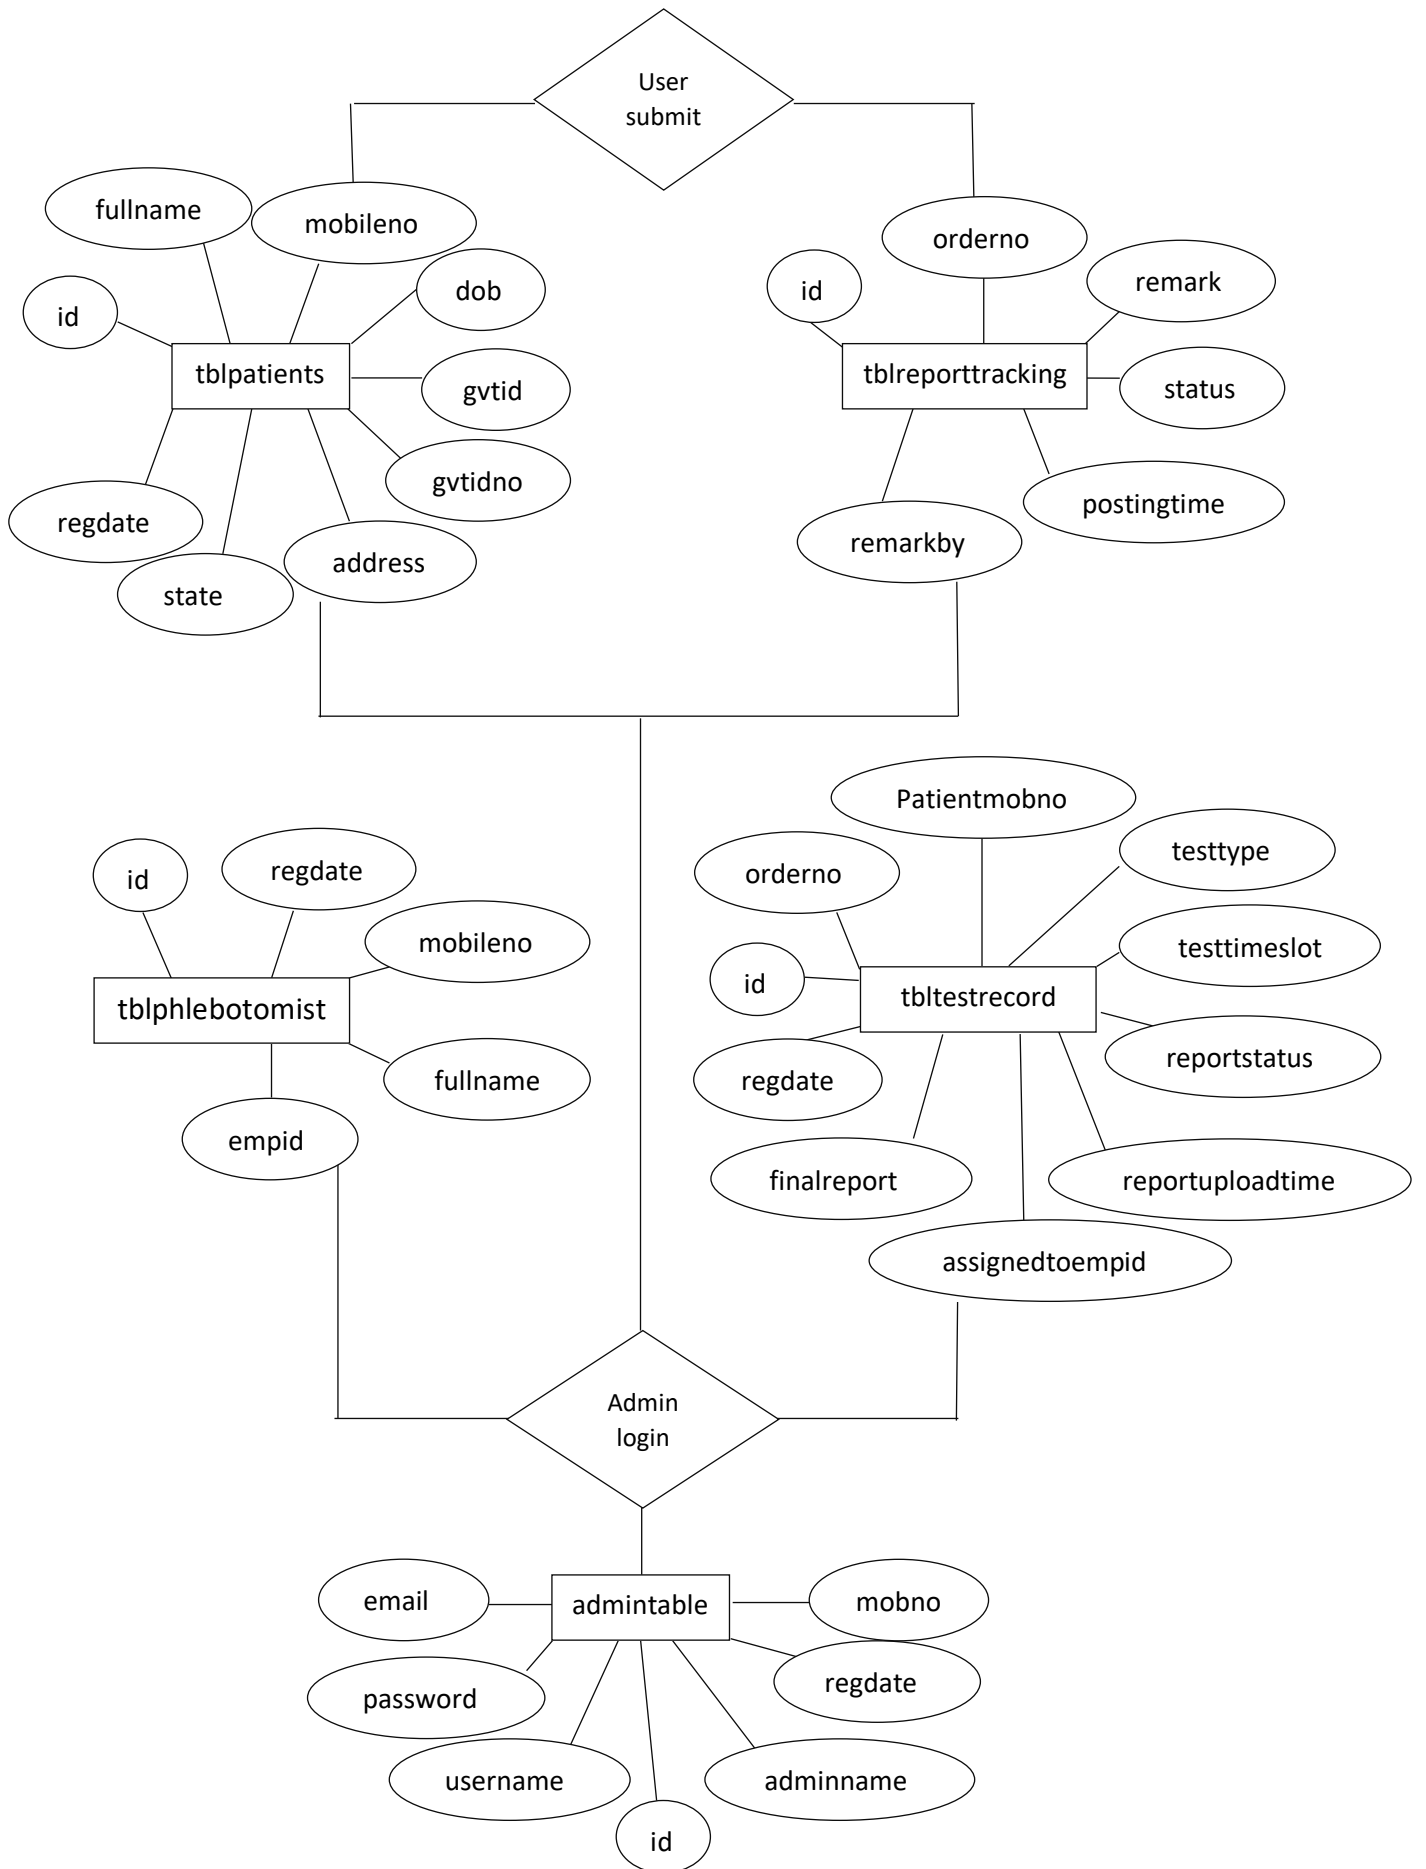 User
submit
fullname
mobileno
dob
id
tblpatients
gvtid
gvtidno
regdate
state
address
orderno
id
remark
tblreporttracking
status
postingtime
remarkby
id
regdate
mobileno
tblphlebotomist
fullname
empid
Patientmobno
testtype
orderno
testtimeslot
id
tbltestrecord
reportstatus
regdate
finalreport
reportuploadtime
assignedtoempid
Admin
login
email
admintable
mobno
regdate
password
username
adminname
id